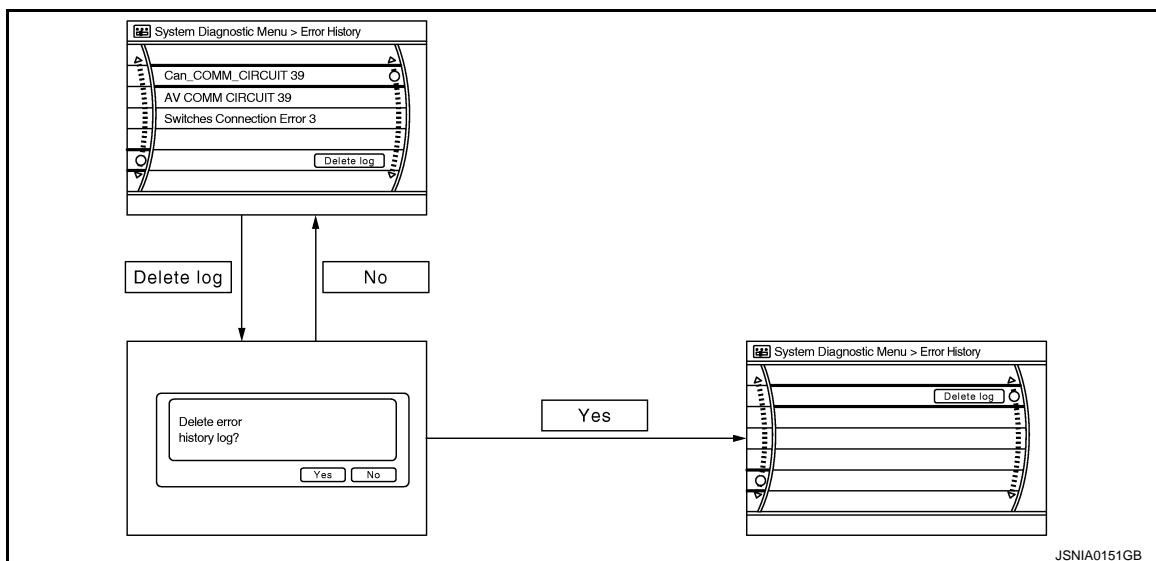 System Diagnostic Menu > Error History
Can_COMM_CIRCUIT 39
AV COMM CIRCUIT 39
Switches Connection Error 3
Delete log
Delete log
No
Delete error
history log?
Yes
No
Yes
System Diagnostic Menu > Error History
Delete log
JSNIA0151GB